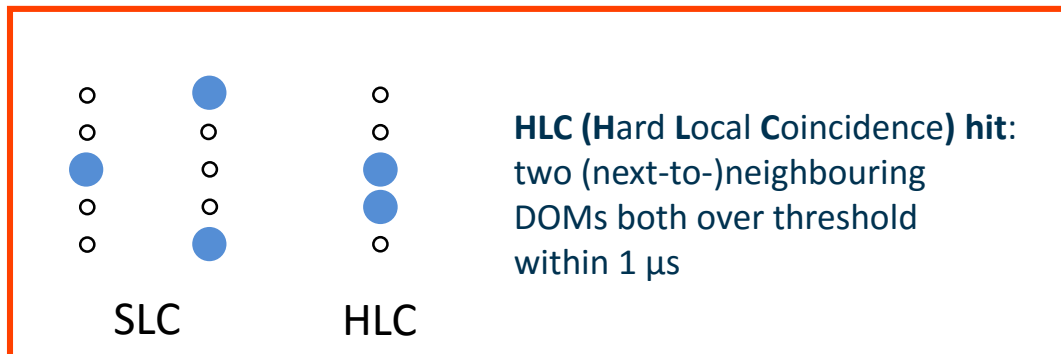 HLC (Hard Local Coincidence) hit:
two (next-to-)neighbouring
DOMs both over threshold
within 1 µs
SLC
HLC